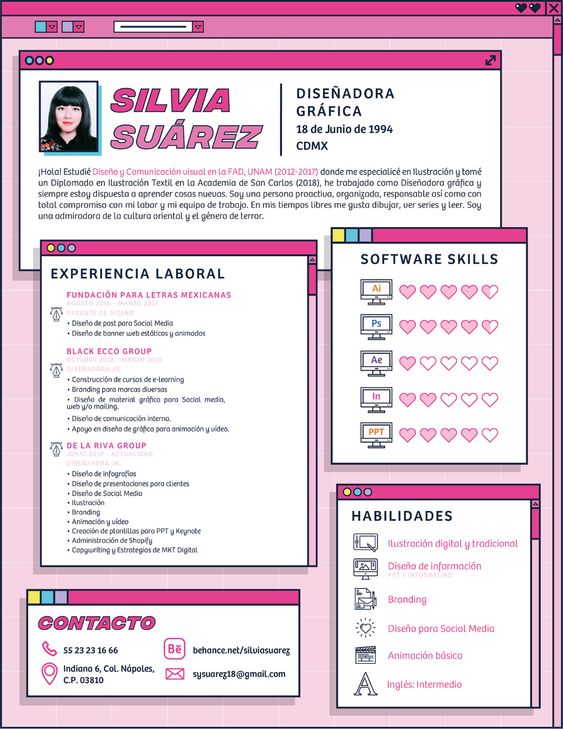 SILVIA
SUÁREZ
DISEÑADORA
GRÁFICA
18 de Junio de 1994
CDMX
¡Hola! Estudié Diseño y Comunicación visual en la FAD, UNAM (2012-2017) donde me especialicé en Ilustración y tomé
un Diplomado en Ilustración Textil en la Academia de San Carlos (2018), he trabajado como Diseñadora gráfica y
siempre estoy dispuesta a aprender cosas nuevas. Soy una persona proactiva, organizada, responsable así como con
total compromiso con mi labor y mi equipo de trabajo. En mis tiempos libres me gusta dibujar, ver series y leer. Soy
una admiradora de la cultura oriental y el género de terror.
EXPERIENCIA LABORAL
FUNDACIÓN PARA LETRAS MEXICANAS
AGOSTO 2016 - MARZO 2017
PASANTE DE DISEÑO
• Diseño de post para Social Media
• Diseño de banner web estáticos y animados
BLACK ECCO GROUP
OCTUBRE 2018 - MARZO 2019
DISEÑADORA JR.
• Construcción de cursos de e-learning
• Branding para marcas diversas
• Diseño de material gráfico para Social media,
web y/o mailing.
• Diseño de comunicación interna.
• Apoyo en diseño de gráfica para animación y video.
DE LA RIVA GROUP
JUNIO 2019 - ACTUALIDAD
DISEÑADORA JR.
• Diseño de infografías
• Diseño de presentaciones para clientes
• Diseño de Social Media
• Ilustración
• Branding
• Animación y video
• Creación de plantillas para PPT y Keynote
• Administración de Shopify
• Copywriting y Estrategias de MKT Digital
SOFTWARE SKILLS
Ai
Ps
Ae
In
PPT
HABILIDADES
Ilustración digital y tradicional
Diseño de información
PPT / INFOGRAFÍAS
Branding
Diseño para Social Media
Animación básica
A
Inglés: Intermedio
CONTACTO
55 23 23 16 66
Indiana 6, Col. Nápoles,
C.P. 03810
Bē
behance.net/silviasuarez
sysuarez18@gmail.com